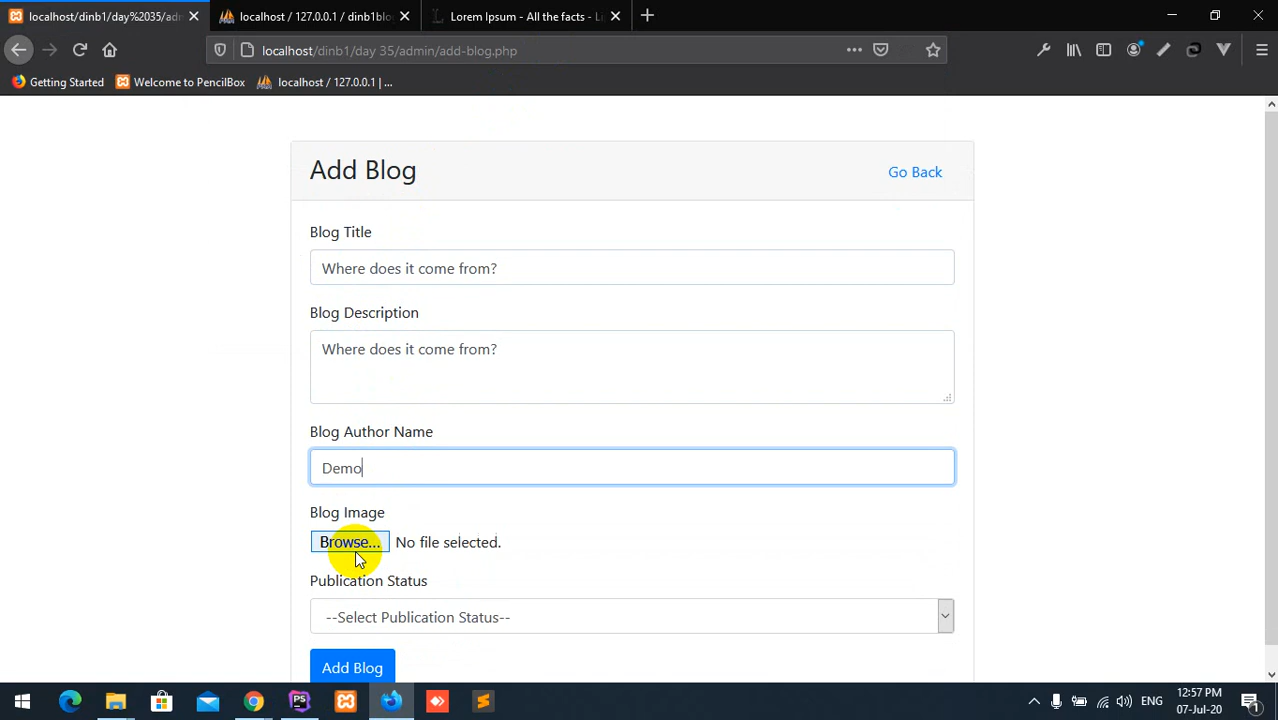 localhost/dinb1/day%2035/adm
localhost / 127.0.0.1 / dinb1blo
Lorem Ipsum - All the facts - Li
localhost/dinb1/day 35/admin/add-blog.php
Getting Started
Welcome to PencilBox
localhost / 127.0.0.1 | ...
Add Blog
Go Back
Blog Title
Where does it come from?
Blog Description
Where does it come from?
Blog Author Name
Demo
Blog Image
Browse... No file selected.
Publication Status
--Select Publication Status--
Add Blog
PS
ENG
12:57 PM
07-Jul-20
1